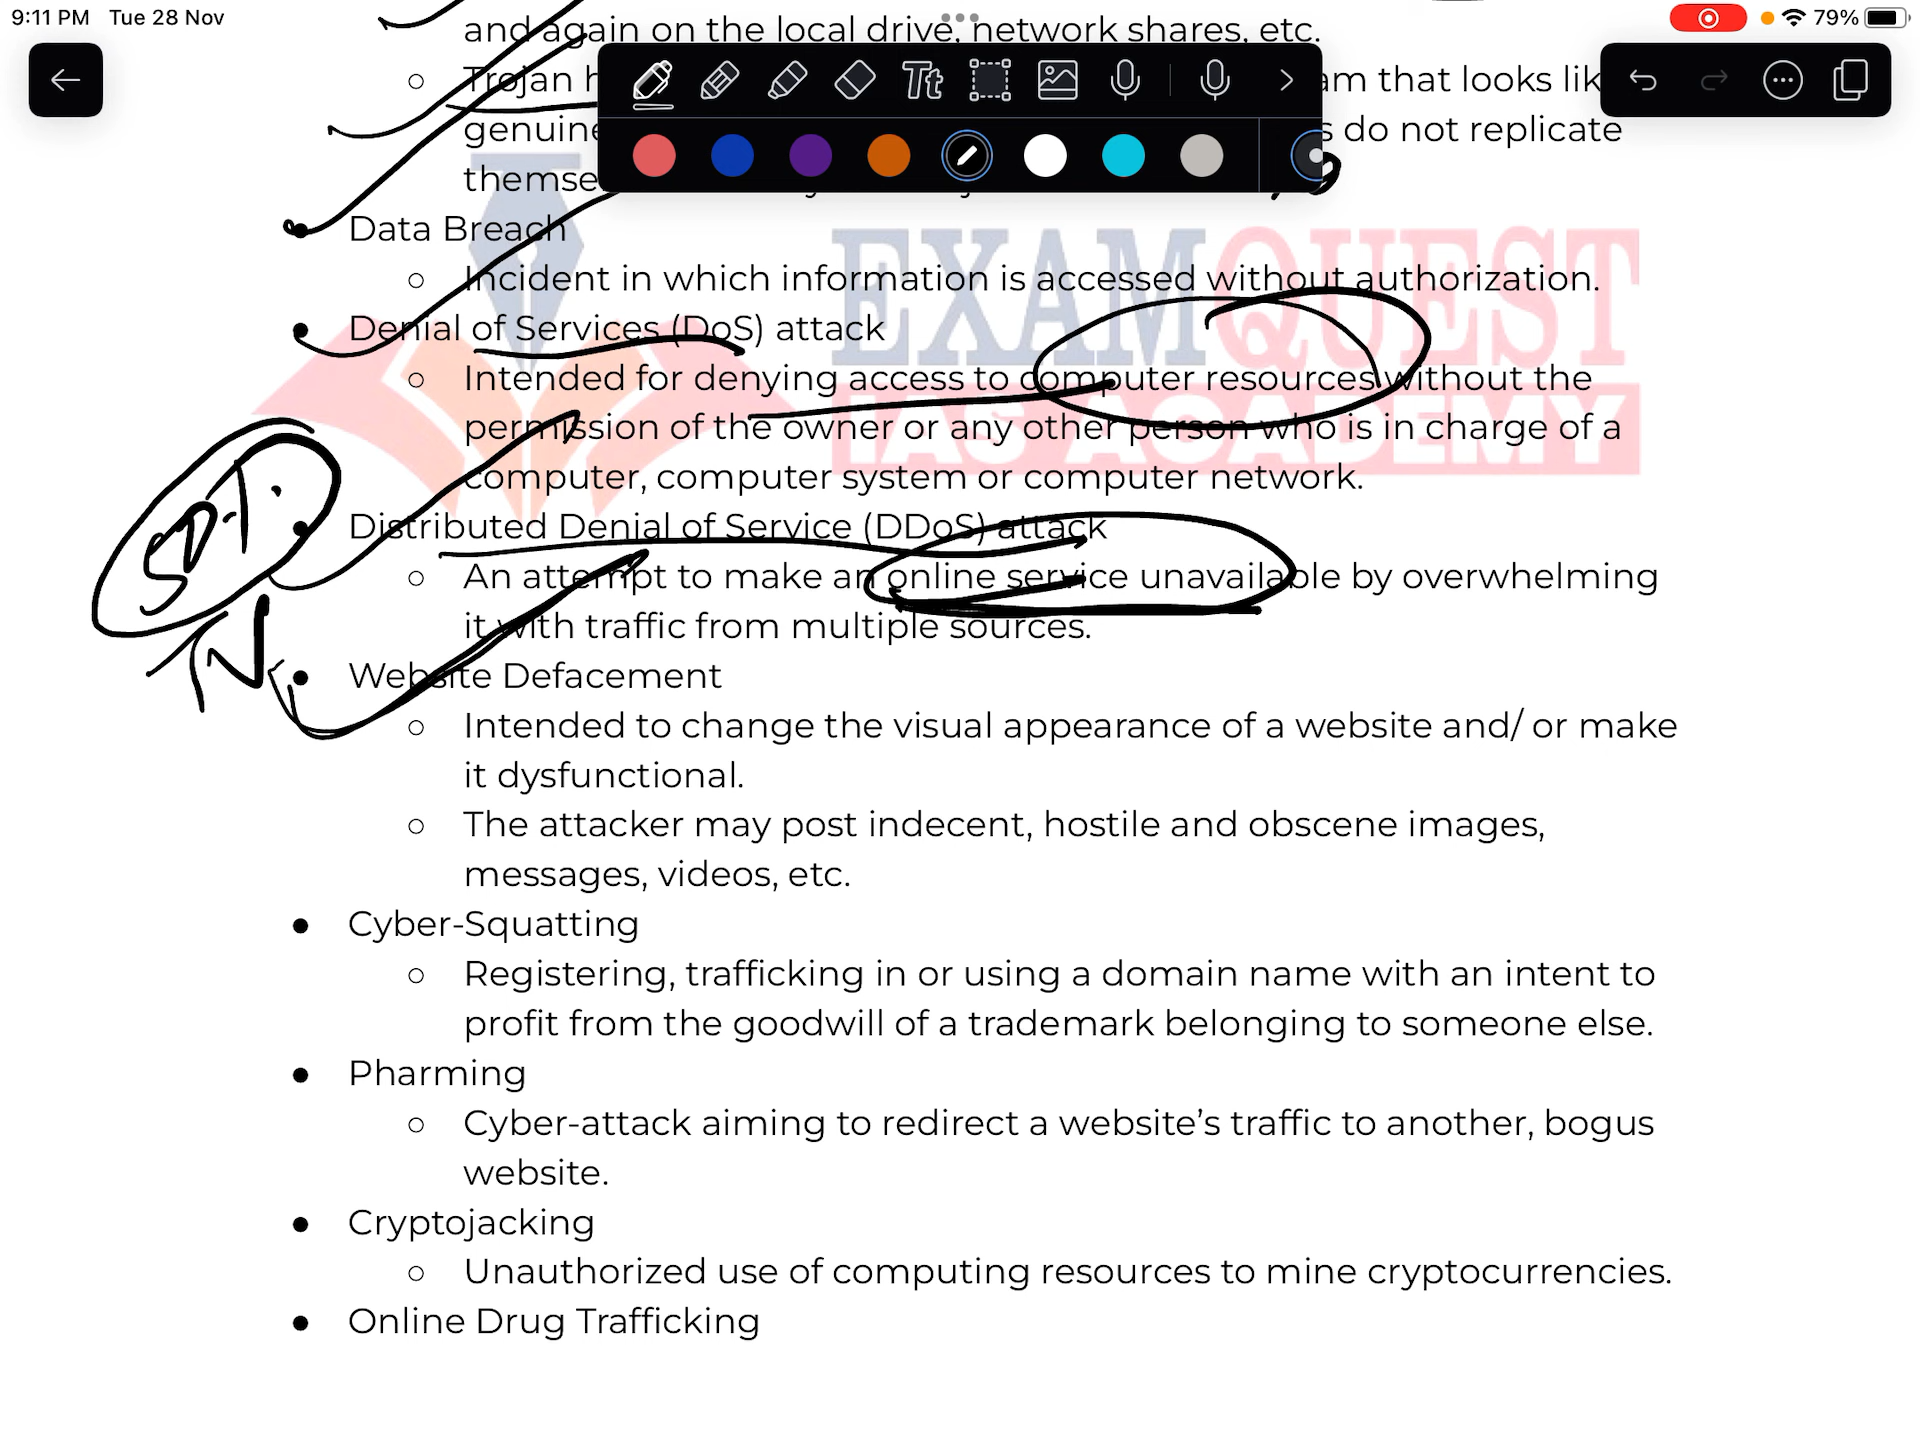 9:11 PM Tue 28 Nov
79%
and again on the local drive, network shares, etc.
Trojan h am that looks lik
genuine s do not replicate
themse
Tt
EXAMQUEST
IAS ACADEMY
Data Breach
Incident in which information is accessed without authorization.
Denial of Services (DoS) attack
Intended for denying access to computer resources without the
permission of the owner or any other person who is in charge of a
computer, computer system or computer network.
Distributed Denial of Service (DDoS) attack
An attempt to make an online service unavailable by overwhelming
it with traffic from multiple sources.
Website Defacement
Intended to change the visual appearance of a website and/ or make
it dysfunctional.
The attacker may post indecent, hostile and obscene images,
messages, videos, etc.
Cyber-Squatting
Registering, trafficking in or using a domain name with an intent to
profit from the goodwill of a trademark belonging to someone else.
Pharming
Cyber-attack aiming to redirect a website’s traffic to another, bogus
website.
Cryptojacking
Unauthorized use of computing resources to mine cryptocurrencies.
Online Drug Trafficking